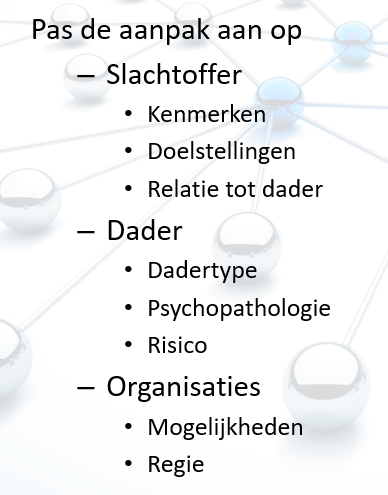 Pas de aanpak aan op
– Slachtoffer
• Kenmerken
• Doelstellingen
• Relatie tot dader
– Dader
• Dadertype
• Psychopathologie
• Risico
– Organisaties
• Mogelijkheden
• Regie